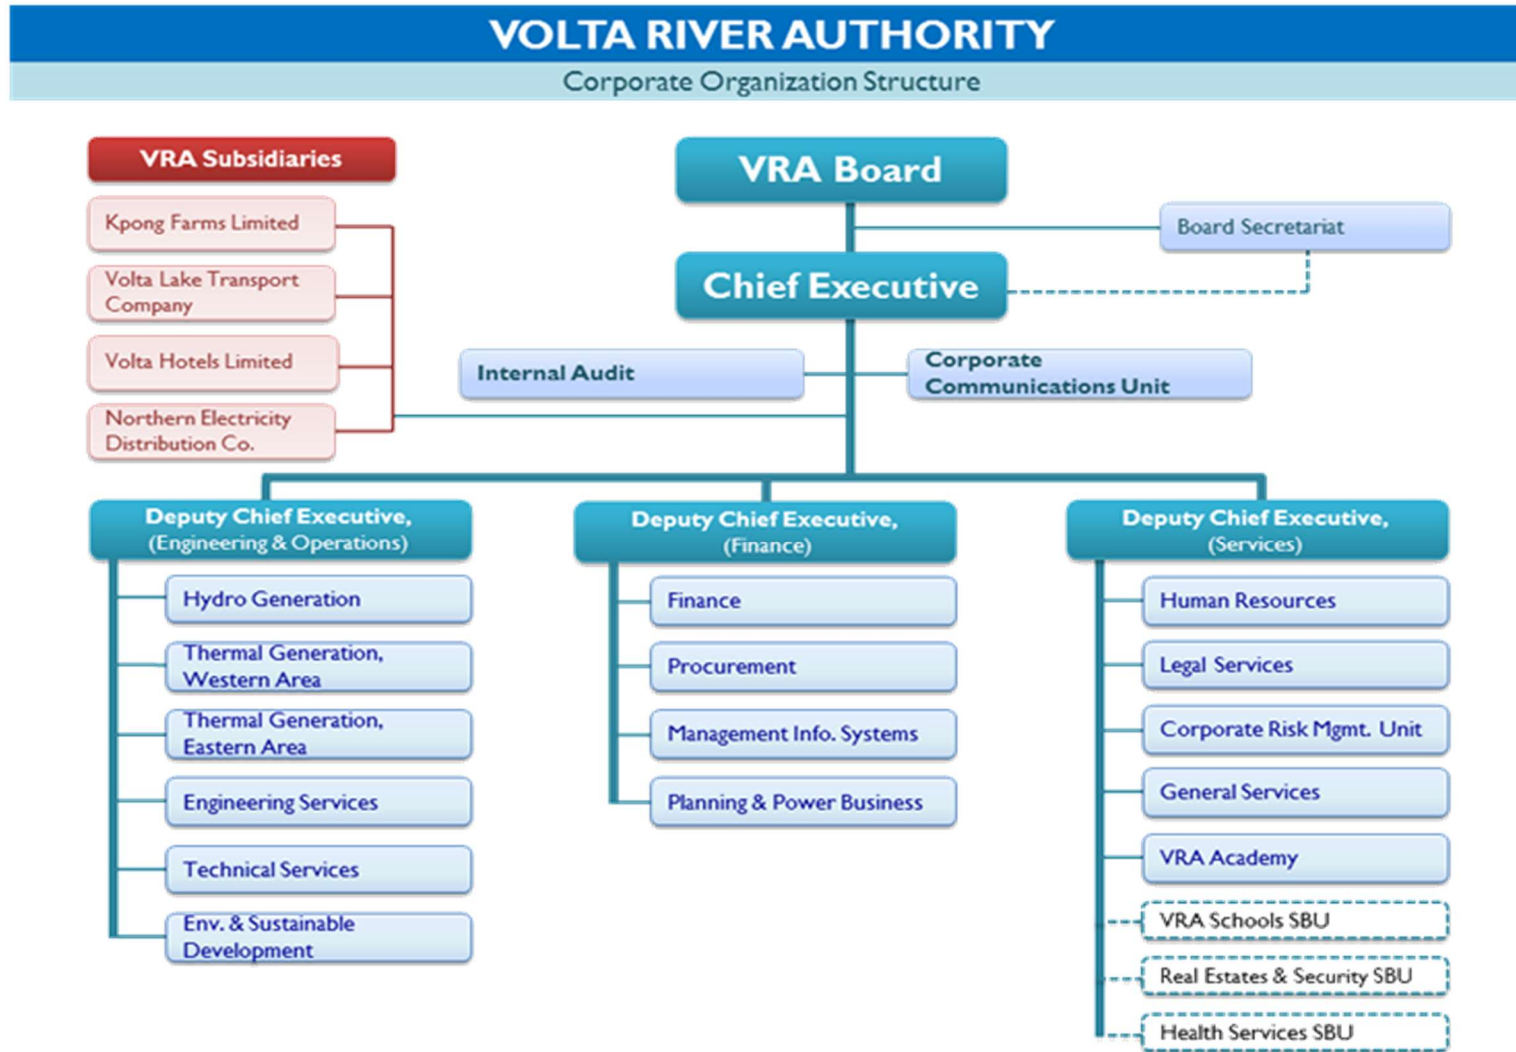 VOLTA RIVER AUTHORITY
Corporate Organization Structure
VRA Subsidiaries
Kpong Farms Limited
Volta Lake Transport
Company
Volta Hotels Limited
Northern Electricity
Distribution Co.
VRA Board
Board Secretariat
Chief Executive
Internal Audit
Corporate
Communications Unit
Deputy Chief Executive,
(Engineering & Operations)
Hydro Generation
Thermal Generation,
Western Area
Thermal Generation,
Eastern Area
Engineering Services
Technical Services
Env. & Sustainable
Development
Deputy Chief Executive,
(Finance)
Finance
Procurement
Management Info. Systems
Planning & Power Business
Deputy Chief Executive,
(Services)
Human Resources
Legal Services
Corporate Risk Mgmt. Unit
General Services
VRA Academy
VRA Schools SBU
Real Estates & Security SBU
Health Services SBU